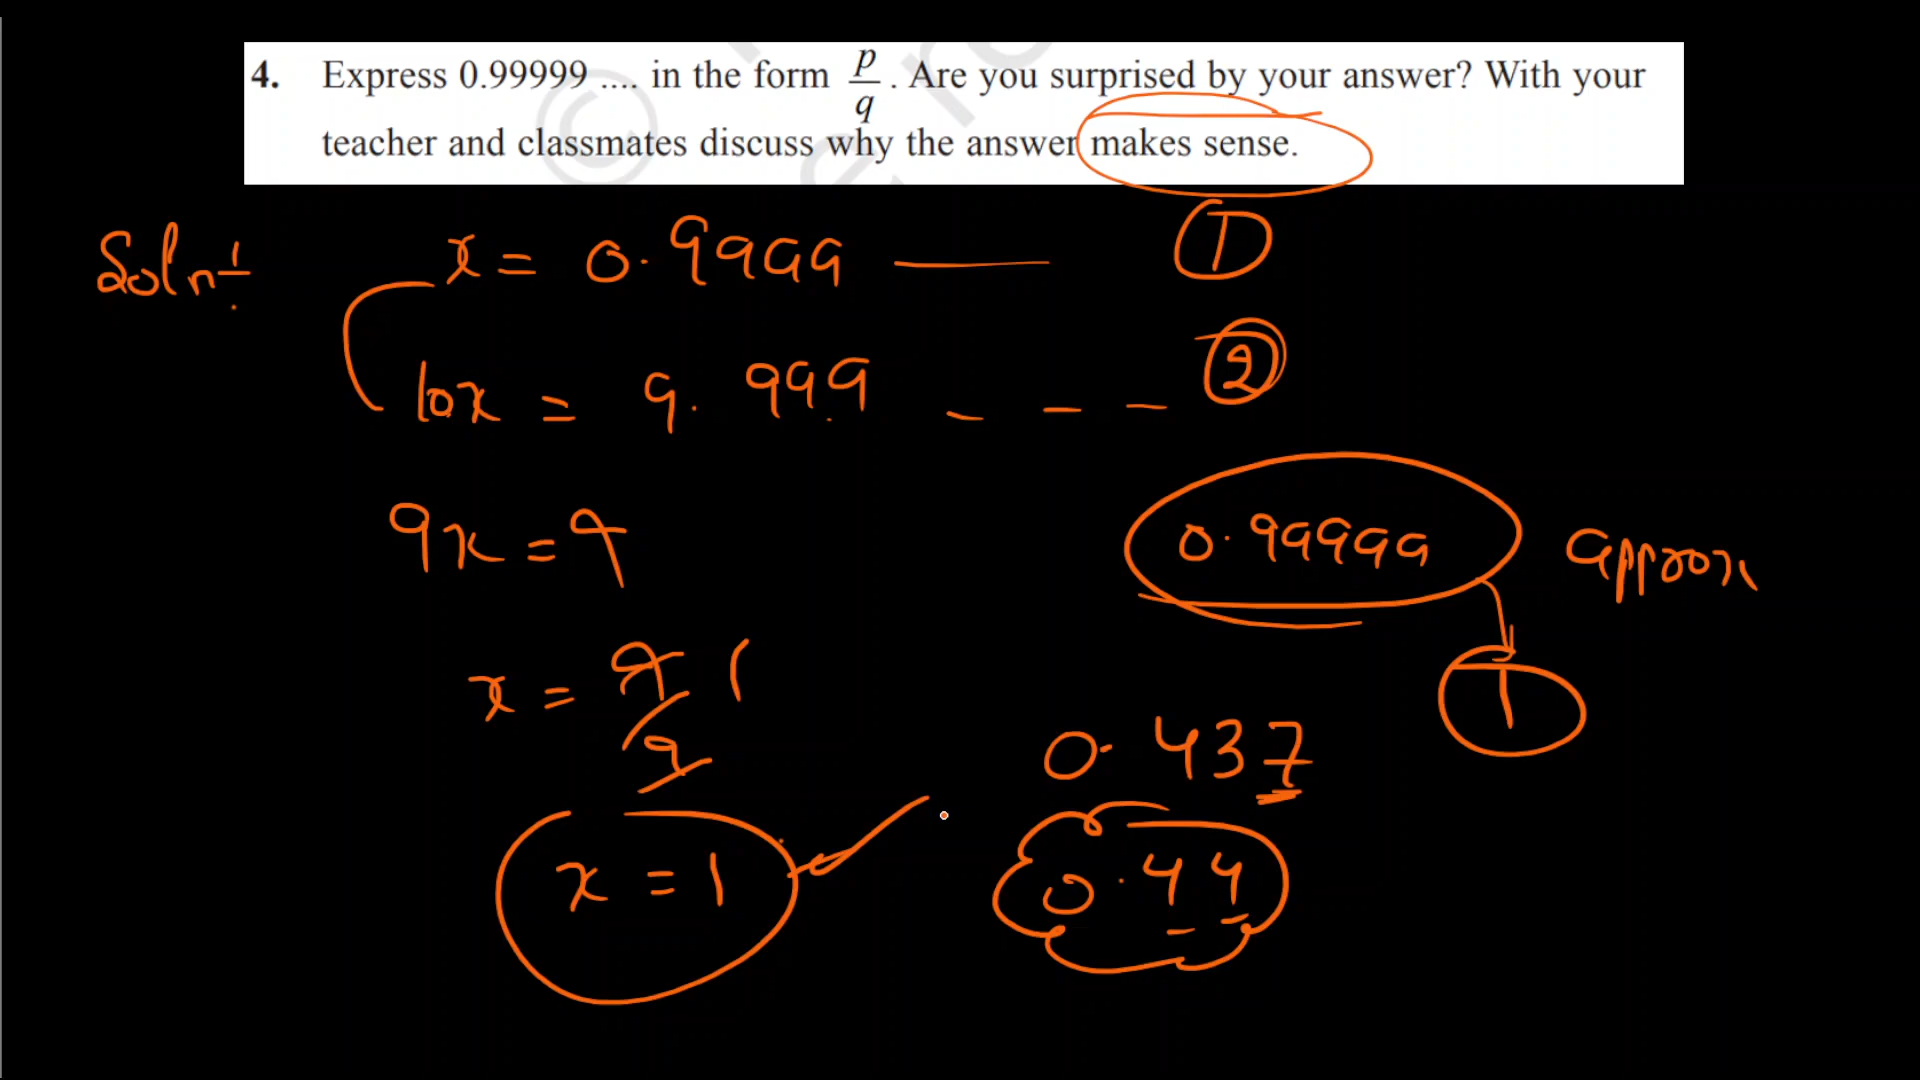 4. Express 0.99999 .... in the form p/q . Are you surprised by your answer? With your
teacher and classmates discuss why the answer makes sense.
Soln:-
x = 0.9999 —— ①
10x = 9.999 _ _ _ ②
9x = 9
x = 9/9 1
x = 1
0.99999 approx
1
0.437
0.44